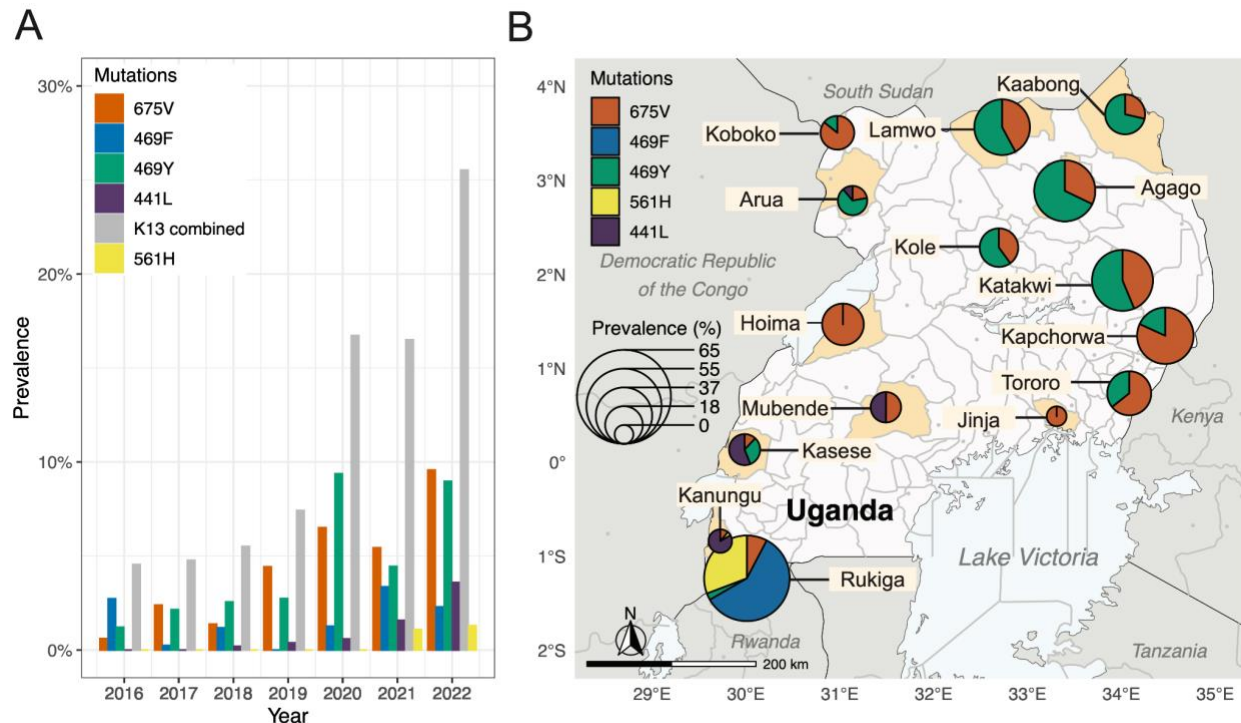 A
Mutations
675V
469F
469Y
441L
K13 combined
561H
30%
20%
10%
0%
Prevalence
2016 2017 2018 2019 2020 2021 2022
Year
B
Mutations
675V
469F
469Y
561H
441L
South Sudan
Kaabong
Koboko
Lamwo
Arua
Agago
Kole
Democratic Republic
of the Congo
Katakwi
Prevalence (%)
65
55
37
18
0
Hoima
Kapchorwa
Tororo
Mubende
Jinja
Kenya
Kasese
Kanungu
Uganda
Lake Victoria
Rukiga
N
Rwanda
Tanzania
200 km
4°N
3°N
2°N
1°N
0°
1°S
2°S
29°E 30°E 31°E 32°E 33°E 34°E 35°E